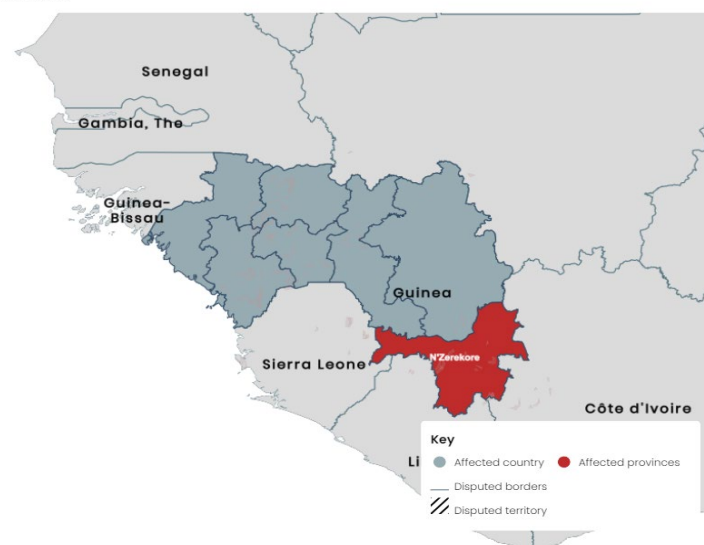 Senegal
Gambia, The
Guinea-
Bissau
Guinea
N'Zerekore
Sierra Leone
Côte d'Ivoire
Li
Key
Affected country
Affected provinces
Disputed borders
Disputed territory